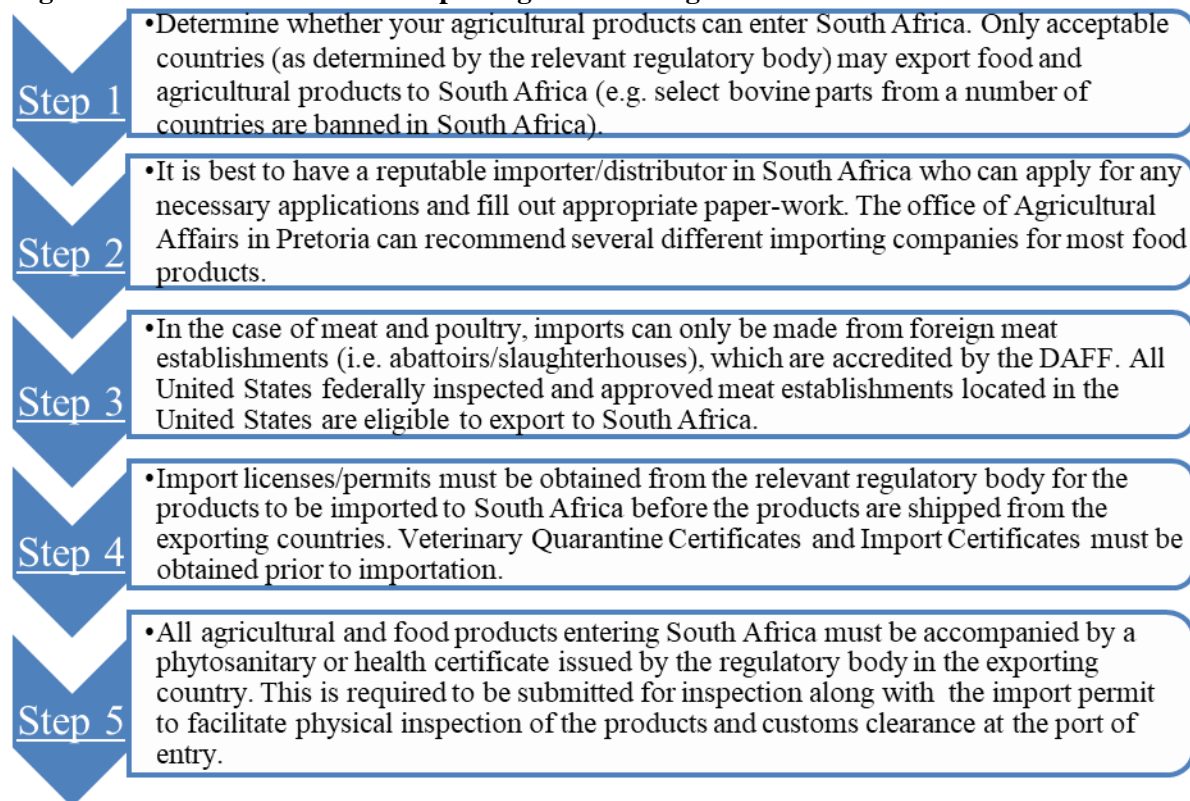 Step 1
•Determine whether your agricultural products can enter South Africa. Only acceptable
countries (as determined by the relevant regulatory body) may export food and
agricultural products to South Africa (e.g. select bovine parts from a number of
countries are banned in South Africa).
Step 2
•It is best to have a reputable importer/distributor in South Africa who can apply for any
necessary applications and fill out appropriate paper-work. The office of Agricultural
Affairs in Pretoria can recommend several different importing companies for most food
products.
Step 3
•In the case of meat and poultry, imports can only be made from foreign meat
establishments (i.e. abattoirs/slaughterhouses), which are accredited by the DAFF. All
United States federally inspected and approved meat establishments located in the
United States are eligible to export to South Africa.
Step 4
•Import licenses/permits must be obtained from the relevant regulatory body for the
products to be imported to South Africa before the products are shipped from the
exporting countries. Veterinary Quarantine Certificates and Import Certificates must be
obtained prior to importation.
Step 5
•All agricultural and food products entering South Africa must be accompanied by a
phytosanitary or health certificate issued by the regulatory body in the exporting
country. This is required to be submitted for inspection along with the import permit
to facilitate physical inspection of the products and customs clearance at the port of
entry.